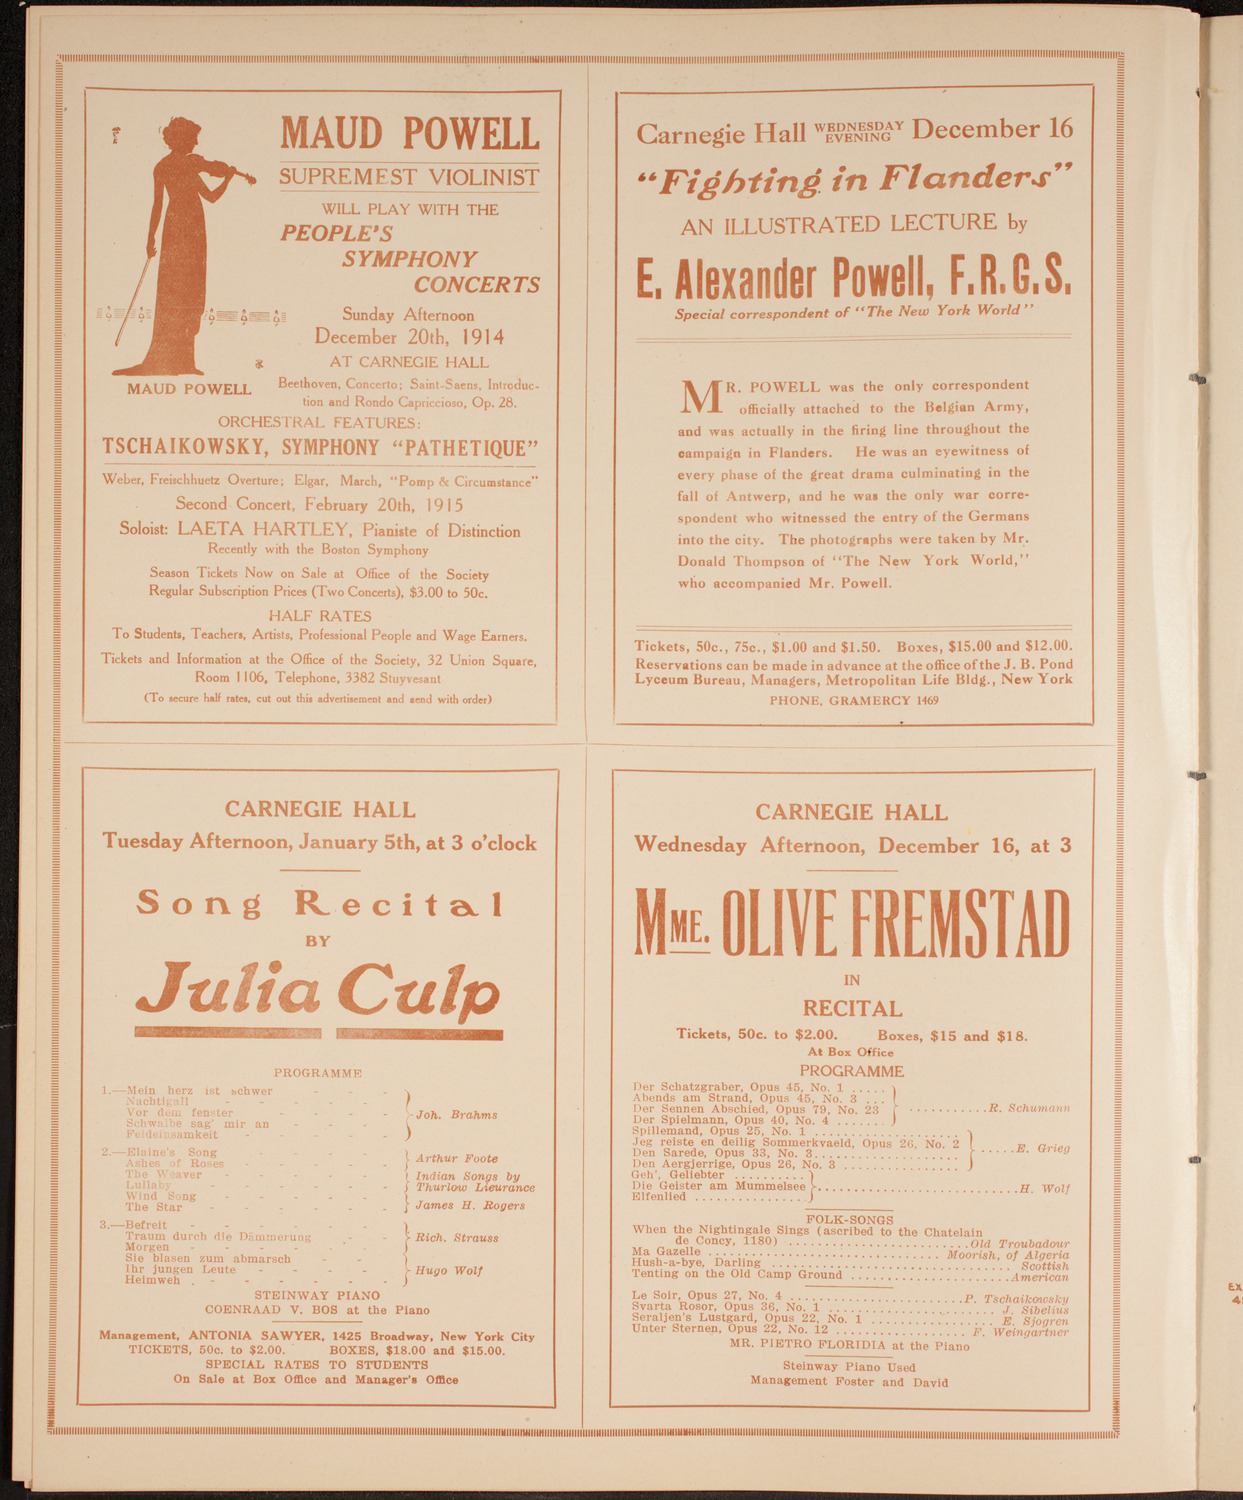 MAUD POWELL
SUPREMEST VIOLINIST
WILL PLAY WITH THE
PEOPLE'S
SYMPHONY
CONCERTS
Sunday Afternoon
December 20th, 1914
AT CARNEGIE HALL
MAUD POWELL
Beethoven, Concerto; Saint-Saens, Introduc-
tion and Rondo Capriccioso, Op. 28.
ORCHESTRAL FEATURES:
TSCHAIKOWSKY, SYMPHONY "PATHETIQUE"
Weber, Freischhuetz Overture; Elgar, March, "Pomp & Circumstance"
Second Concert, February 20th, 1915
Soloist: LAETA HARTLEY, Pianiste of Distinction
Recently with the Boston Symphony
Season Tickets Now on Sale at Office of the Society
Regular Subscription Prices (Two Concerts), $3.00 to 50c.
HALF RATES
To Students, Teachers, Artists, Professional People and Wage Earners.
Tickets and Information at the Office of the Society, 32 Union Square,
Room 1106, Telephone, 3382 Stuyvesant
(To secure half rates, cut out this advertisement and send with order)
Carnegie Hall WEDNESDAY EVENING December 16
"Fighting in Flanders"
AN ILLUSTRATED LECTURE by
E. Alexander Powell, F.R.G.S.
Special correspondent of "The New York World"
MR. POWELL was the only correspondent
officially attached to the Belgian Army,
and was actually in the firing line throughout the
campaign in Flanders. He was an eyewitness of
every phase of the great drama culminating in the
fall of Antwerp, and he was the only war corre-
spondent who witnessed the entry of the Germans
into the city. The photographs were taken by Mr.
Donald Thompson of "The New York World,"
who accompanied Mr. Powell.
Tickets, 50c., 75c., $1.00 and $1.50. Boxes, $15.00 and $12.00.
Reservations can be made in advance at the office of the J. B. Pond
Lyceum Bureau, Managers, Metropolitan Life Bldg., New York
PHONE, GRAMERCY 1469
CARNEGIE HALL
Tuesday Afternoon, January 5th, at 3 o'clock
Song Recital
BY
Julia Culp
PROGRAMME
1.—Mein herz ist schwer
Nachtigall
Vor dem fenster
Schwalbe sag' mir an
Feldeinsamkeit
Joh. Brahms
2.—Elaine's Song
Ashes of Roses
Arthur Foote
The Weaver
Lullaby
Indian Songs by
Thurlow Lieurance
Wind Song
The Star
James H. Rogers
3.—Befreit
Traum durch die Dämmerung
Morgen
Rich. Strauss
Sie blasen zum abmarsch
Ihr jungen Leute
Heimweh
Hugo Wolf
STEINWAY PIANO
COENRAAD V. BOS at the Piano
Management, ANTONIA SAWYER, 1425 Broadway, New York City
TICKETS, 50c. to $2.00. BOXES, $18.00 and $15.00.
SPECIAL RATES TO STUDENTS
On Sale at Box Office and Manager's Office
CARNEGIE HALL
Wednesday Afternoon, December 16, at 3
MME. OLIVE FREMSTAD
IN
RECITAL
Tickets, 50c. to $2.00. Boxes, $15 and $18.
At Box Office
PROGRAMME
Der Schatzgraber, Opus 45, No. 1
Abends am Strand, Opus 45, No. 3
Der Sennen Abschied, Opus 79, No. 23
Der Spielmann, Opus 40, No. 4
R. Schumann
Spillemand, Opus 25, No. 1
Jeg reiste en deilig Sommerkvaeld, Opus 26, No. 2
Den Sarede, Opus 33, No. 3
Den Aergjerrige, Opus 26, No. 3
E. Grieg
Geh', Geliebter
Die Geister am Mummelsee
Elfenlied
H. Wolf
FOLK-SONGS
When the Nightingale Sings (ascribed to the Chatelain
de Concy, 1180) Old Troubadour
Ma Gazelle Moorish, of Algeria
Hush-a-bye, Darling Scottish
Tenting on the Old Camp Ground American
Le Soir, Opus 27, No. 4 P. Tschaikowsky
Svarta Rosor, Opus 36, No. 1 J. Sibelius
Seraljen's Lustgard, Opus 22, No. 1 E. Sjogren
Unter Sternen, Opus 22, No. 12 F. Weingartner
MR. PIETRO FLORIDIA at the Piano
Steinway Piano Used
Management Foster and David